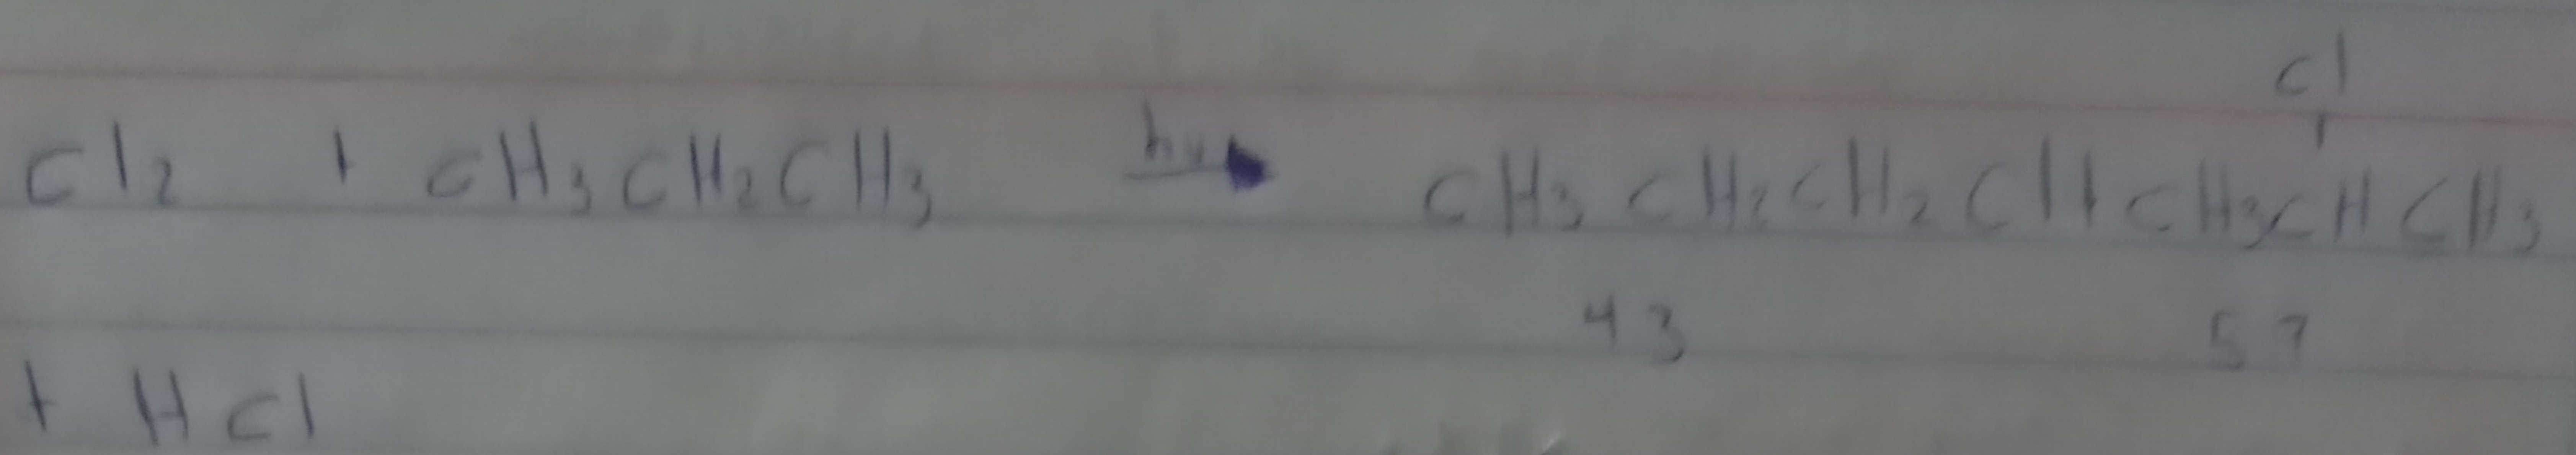 Cl
Cl2 + CH3CH2CH3 hν→ CH3CH2CH2Cl + CH3CHCH3
43 57
+ HCl